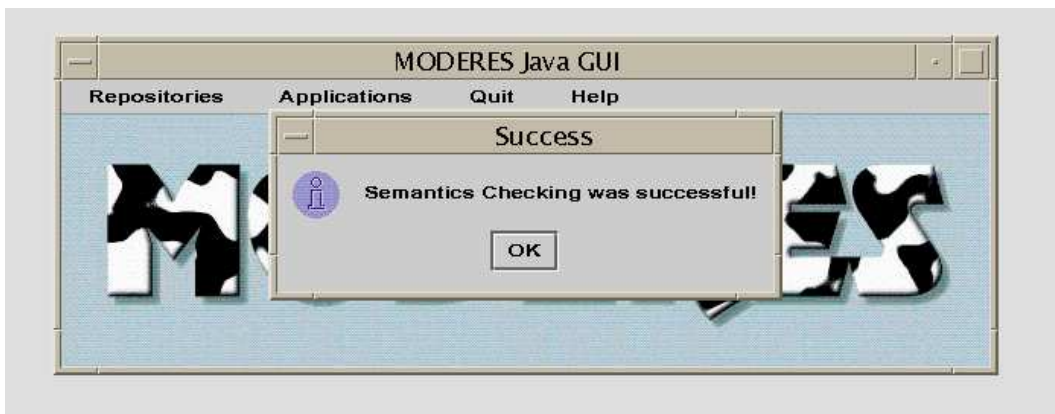 MODERES Java GUI
Repositories Applications Quit Help
Success
Semantics Checking was successful!
OK